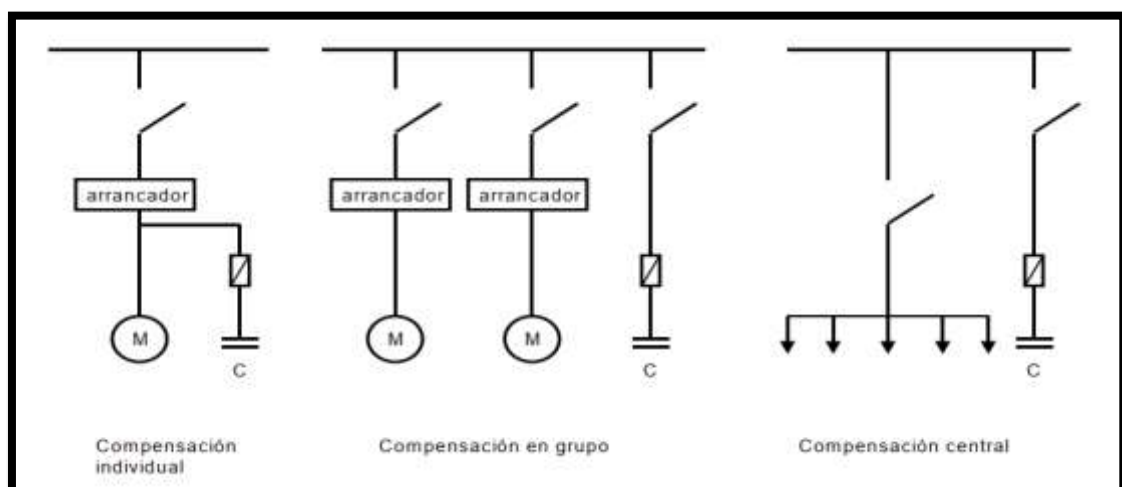 arrancador
M
C
Compensación
individual
arrancador
arrancador
M
M
C
Compensación en grupo
C
Compensación central